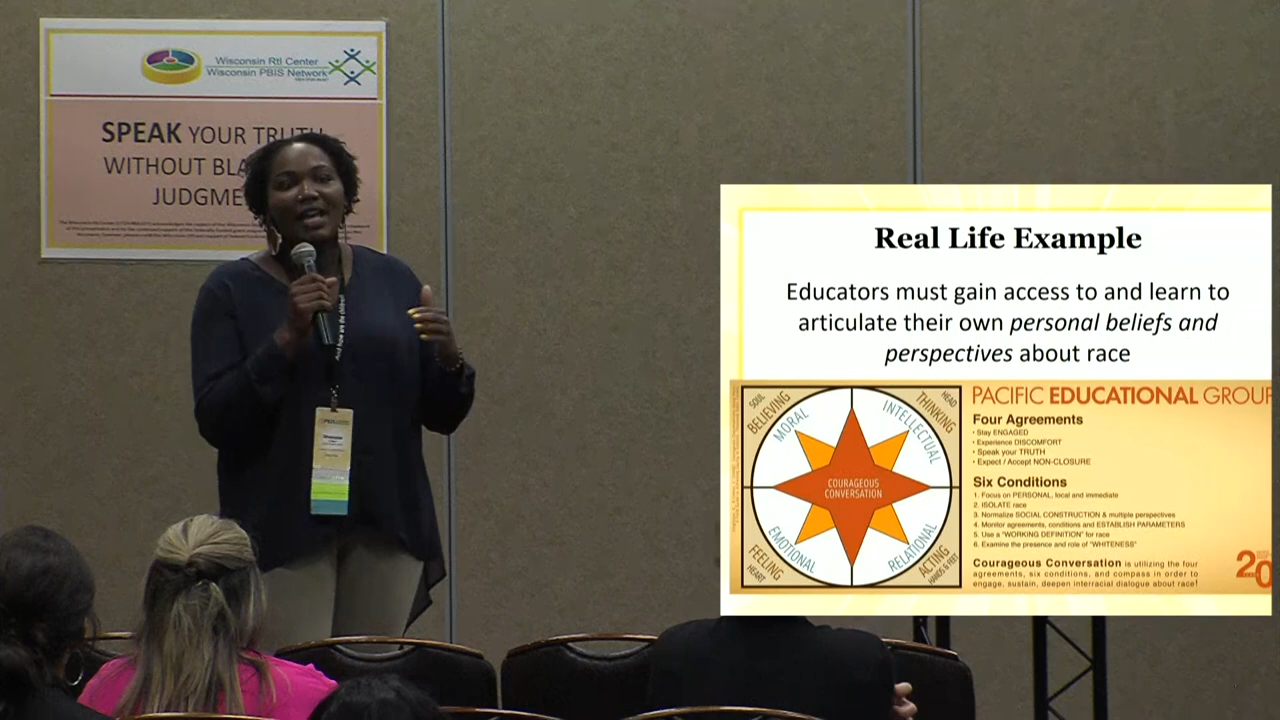 Wisconsin RtI Center
Wisconsin PBIS Network
SPEAK YOUR TRUTH
WITHOUT BLA
JUDGME
And how are the children?
Real Life Example
Educators must gain access to and learn to
articulate their own personal beliefs and
perspectives about race
SOUL
BELIEVING
MORAL
HEAD
THINKING
INTELLECTUAL
COURAGEOUS
CONVERSATION
EMOTIONAL
FEELING
HEART
RELATIONAL
ACTING
HANDS & FEET
PACIFIC EDUCATIONAL GROUP
Four Agreements
• Stay ENGAGED
• Experience DISCOMFORT
• Speak your TRUTH
• Expect / Accept NON-CLOSURE
Six Conditions
1. Focus on PERSONAL, local and immediate
2. ISOLATE race
3. Normalize SOCIAL CONSTRUCTION & multiple perspectives
4. Monitor agreements, conditions and ESTABLISH PARAMETERS
5. Use a "WORKING DEFINITION" for race
6. Examine the presence and role of "WHITENESS"
Courageous Conversation is utilizing the four
agreements, six conditions, and compass in order to
engage, sustain, deepen interracial dialogue about race!
20